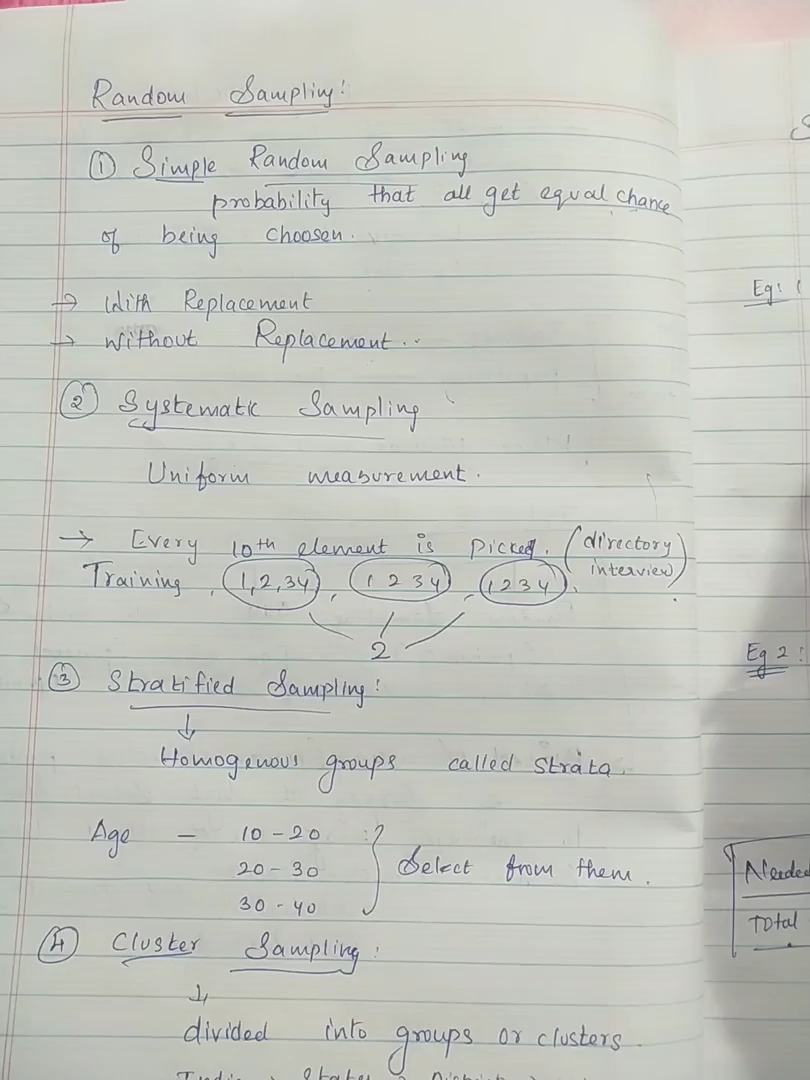 Random Sampling:
① Simple Random Sampling
probability that all get equal chance
of being choosen.
→ With Replacement
→ Without Replacement..
② Systematic Sampling
Uniform measurement.
→ Every 10th element is picked. (directory interview)
Training, (1,2,34), (1 2 3 4), (1 2 3 4),
2
③ Stratified Sampling:
↓
Homogenous groups called Strata.
Age - 10-20
20-30 } Select from them.
30-40
④ Cluster Sampling:
↓
divided into groups or clusters.
Eg:
Eg 2:
Needed
Total